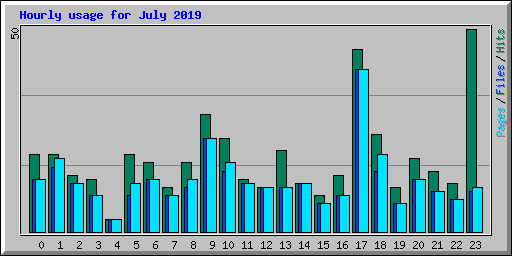 Hourly usage for July 2019
50
Pages / Files / Hits
0 1 2 3 4 5 6 7 8 9 10 11 12 13 14 15 16 17 18 19 20 21 22 23